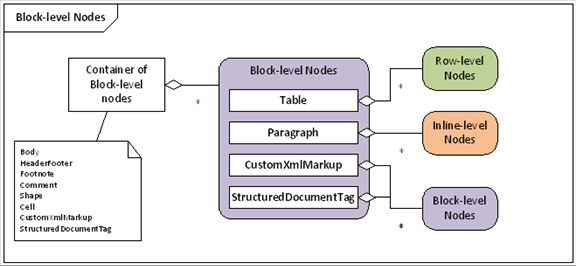 Block-level Nodes
Container of
Block-level
nodes
*
Block-level Nodes
Table
Paragraph
CustomXmlMarkup
StructuredDocumentTag
*
Row-level
Nodes
*
Inline-level
Nodes
*
Block-level
Nodes
Body
HeaderFooter
Footnote
Comment
Shape
Cell
CustomXmlMarkup
StructuredDocumentTag